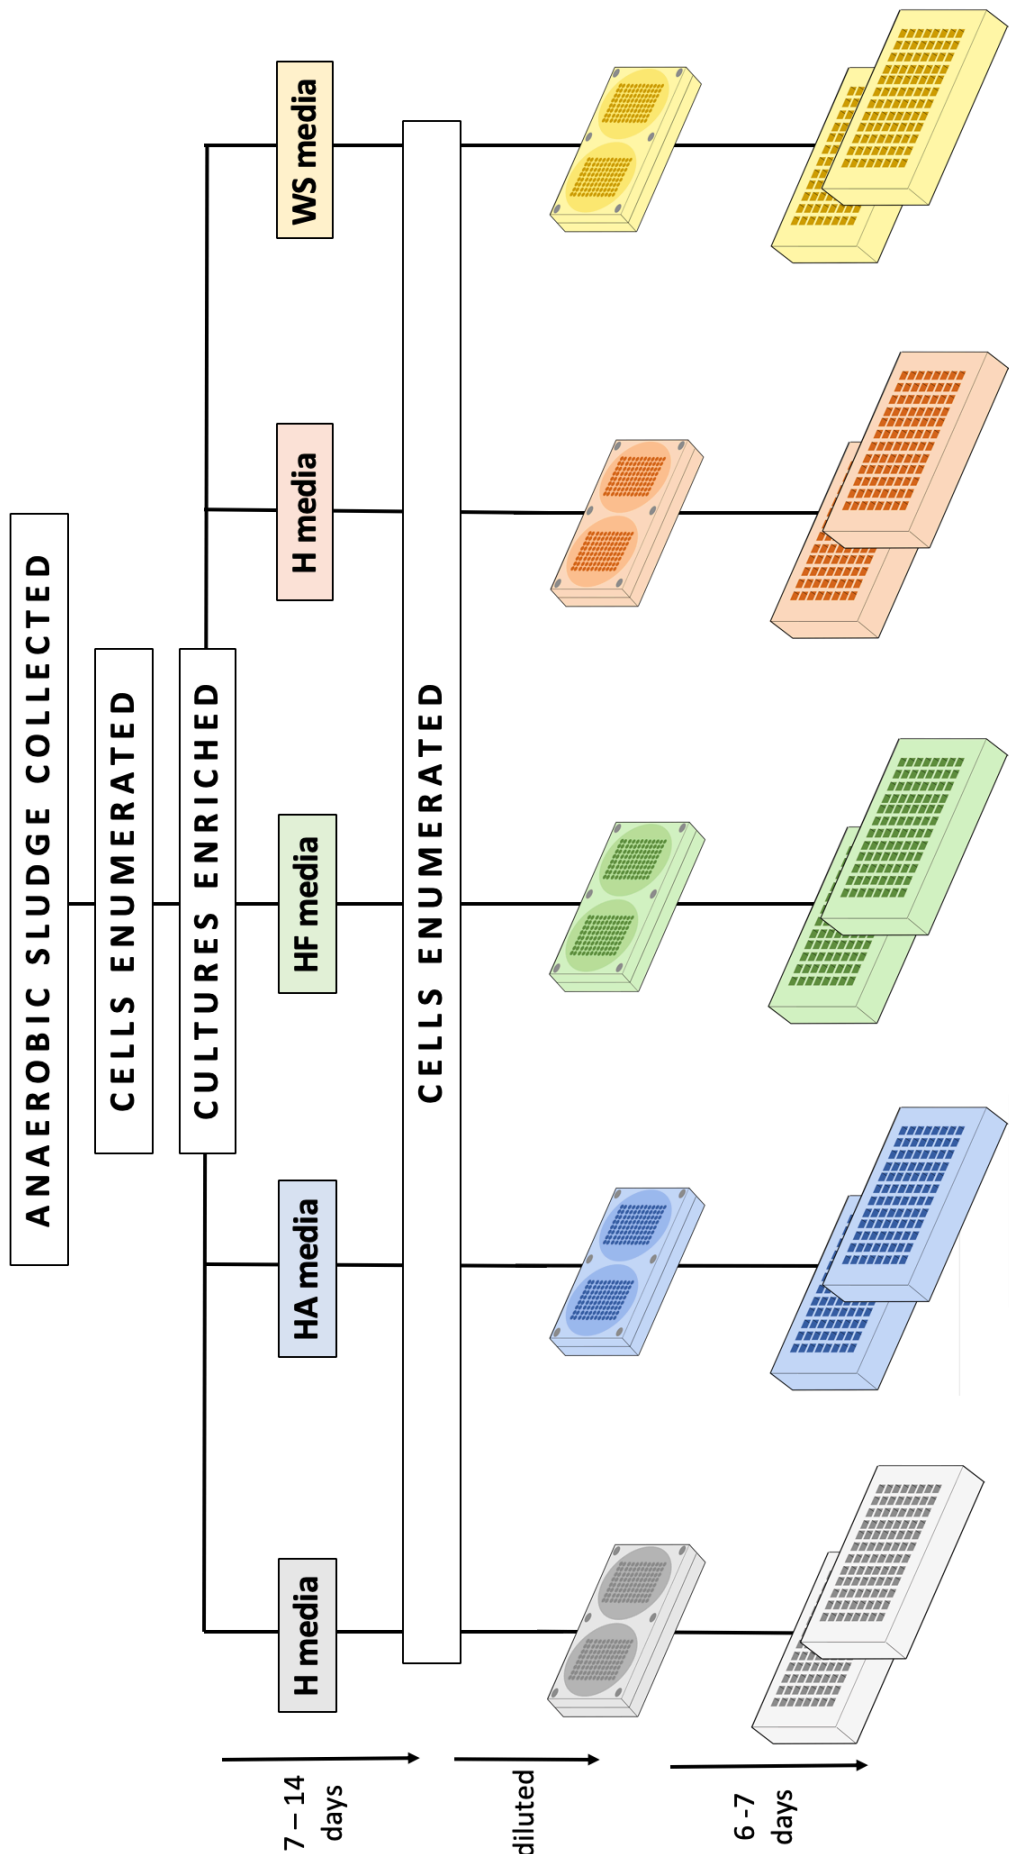 ANAEROBIC SLUDGE COLLECTED
CELLS ENUMERATED
CULTURES ENRICHED
7 – 14
days
H media
HA media
HF media
H media
WS media
CELLS ENUMERATED
diluted
6 -7
days